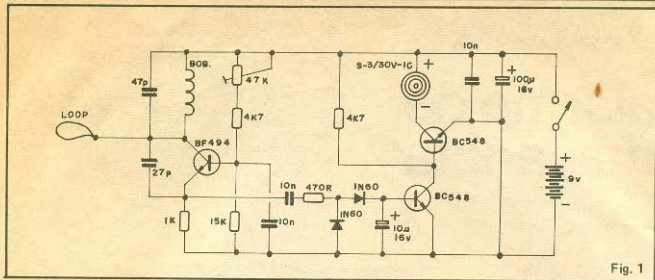 10n
S-3/30V-1C
47p
BOB.
47K
100µ
16v
LOOP
4K7
4K7
BC548
BF494
9v
27p
10n
470R
1N60
BC548
1K
15K
10n
1N60
10µ
16v
Fig. 1